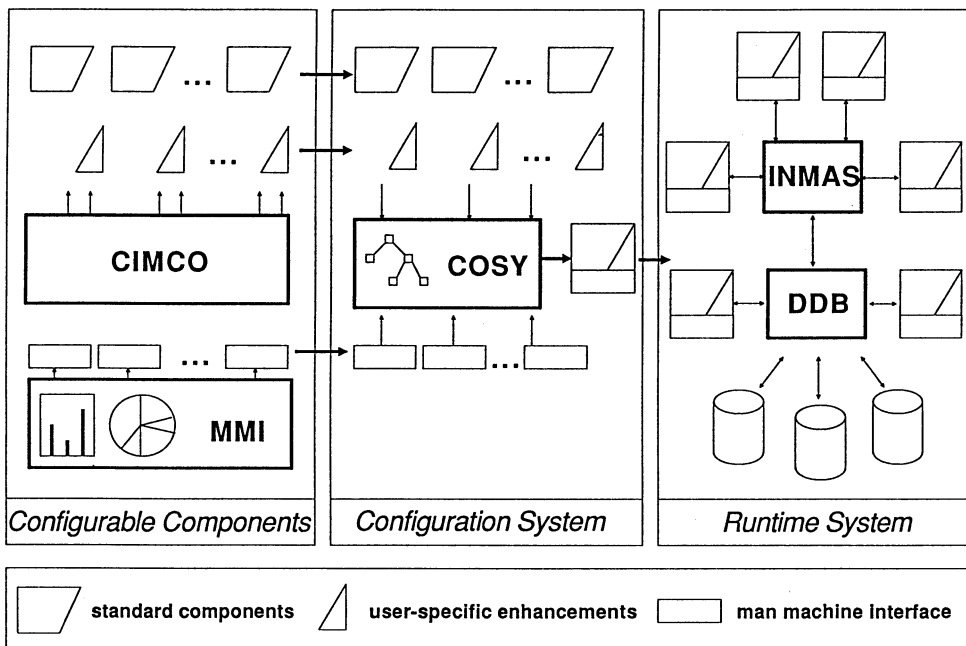 ...
...
...
...
CIMCO
COSY
INMAS
DDB
...
...
MMI
Configurable Components
Configuration System
Runtime System
standard components
user-specific enhancements
man machine interface